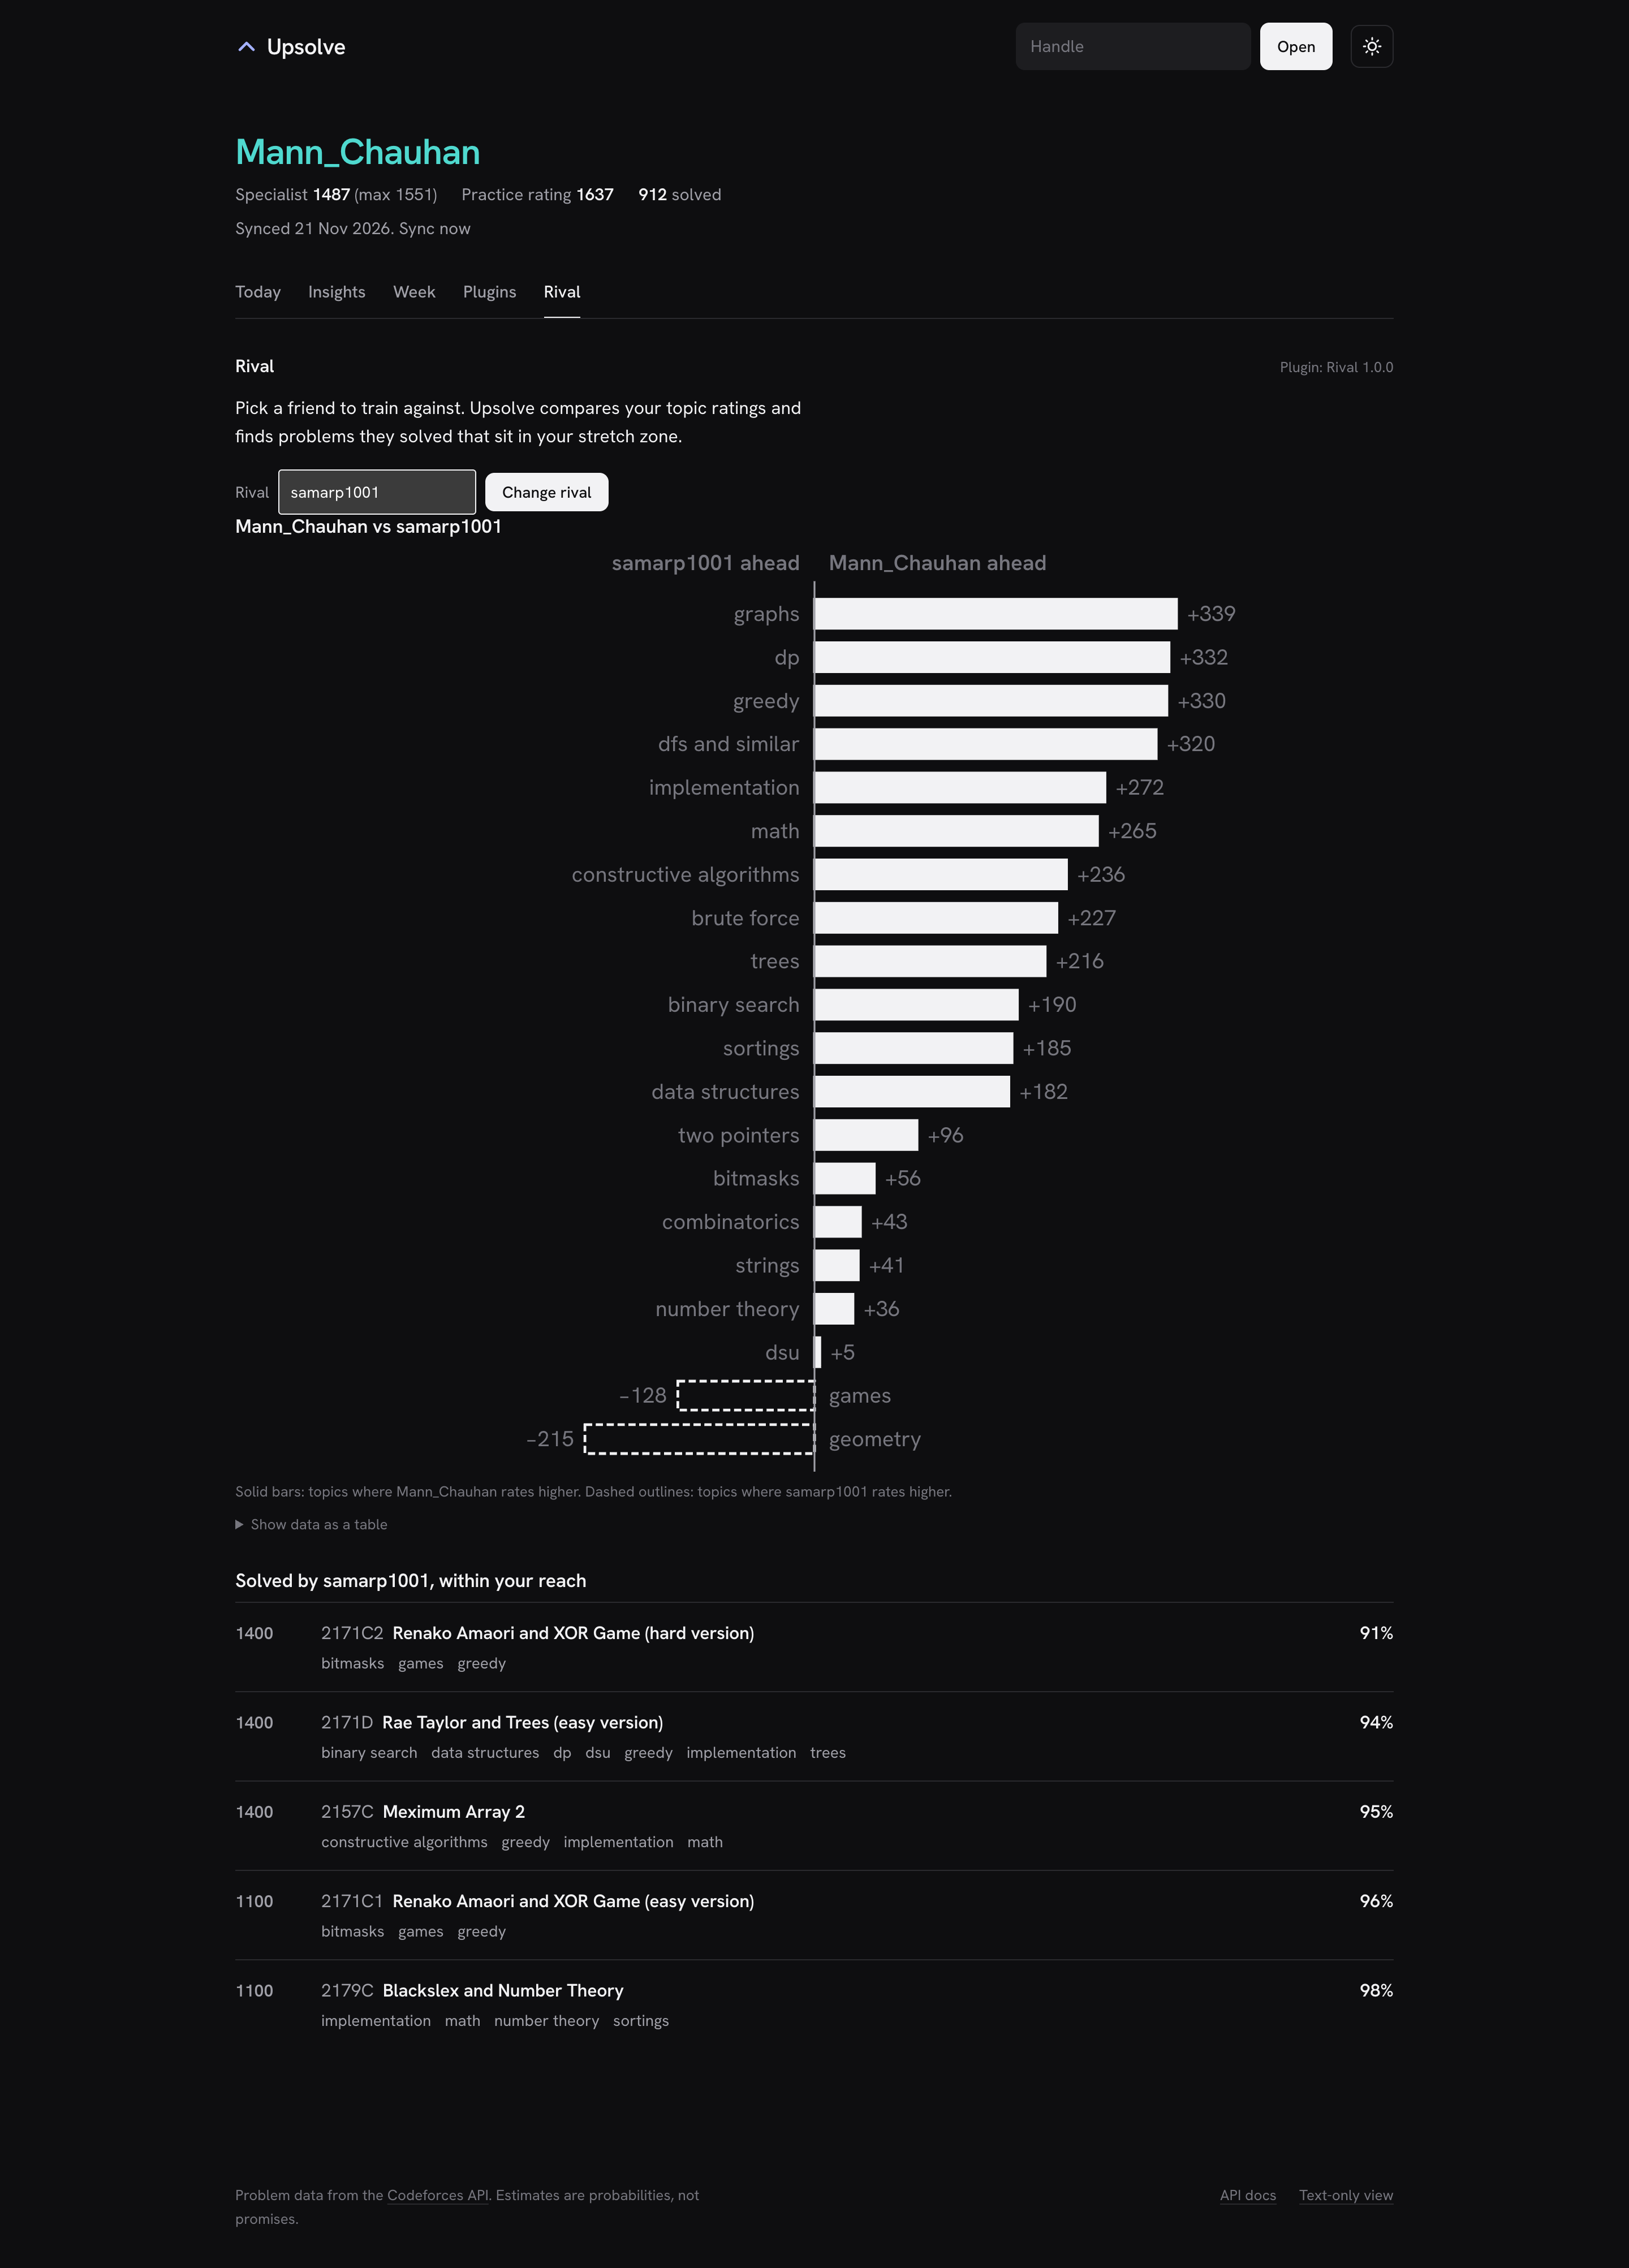 Upsolve
Handle
Open
Mann_Chauhan
Specialist 1487 (max 1551) Practice rating 1637 912 solved
Synced 21 Nov 2026. Sync now
Today Insights Week Plugins Rival
Rival
Plugin: Rival 1.0.0
Pick a friend to train against. Upsolve compares your topic ratings and
finds problems they solved that sit in your stretch zone.
Rival samarp1001 Change rival
Mann_Chauhan vs samarp1001
samarp1001 ahead Mann_Chauhan ahead
graphs +339
dp +332
greedy +330
dfs and similar +320
implementation +272
math +265
constructive algorithms +236
brute force +227
trees +216
binary search +190
sortings +185
data structures +182
two pointers +96
bitmasks +56
combinatorics +43
strings +41
number theory +36
dsu +5
−128 games
−215 geometry
Solid bars: topics where Mann_Chauhan rates higher. Dashed outlines: topics where samarp1001 rates higher.
Show data as a table
Solved by samarp1001, within your reach
1400 2171C2 Renako Amaori and XOR Game (hard version) 91%
bitmasks games greedy
1400 2171D Rae Taylor and Trees (easy version) 94%
binary search data structures dp dsu greedy implementation trees
1400 2157C Meximum Array 2 95%
constructive algorithms greedy implementation math
1100 2171C1 Renako Amaori and XOR Game (easy version) 96%
bitmasks games greedy
1100 2179C Blackslex and Number Theory 98%
implementation math number theory sortings
Problem data from the Codeforces API. Estimates are probabilities, not
promises.
API docs Text-only view